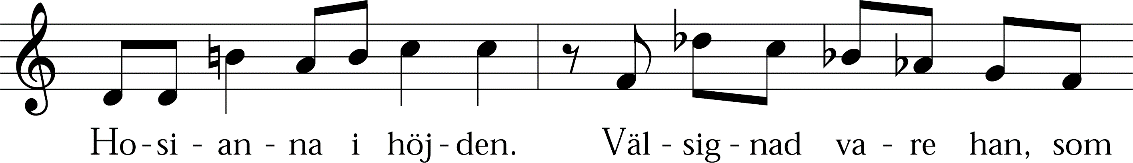 Ho-si-an-na i höj-den. Väl-sig-nad va-re han, som